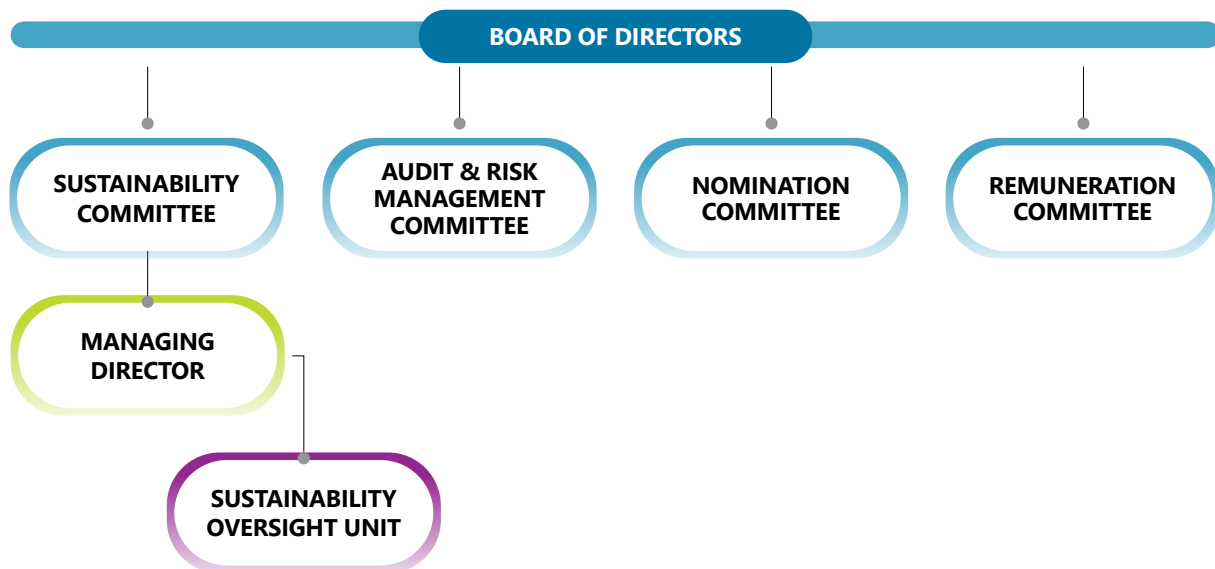 BOARD OF DIRECTORS
SUSTAINABILITY
COMMITTEE
AUDIT & RISK
MANAGEMENT
COMMITTEE
NOMINATION
COMMITTEE
REMUNERATION
COMMITTEE
MANAGING
DIRECTOR
SUSTAINABILITY
OVERSIGHT UNIT